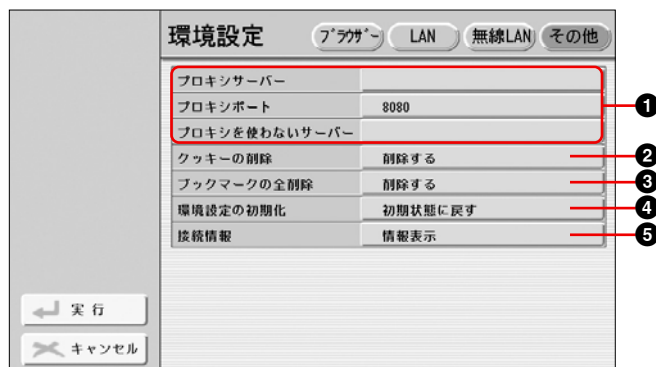 環境設定 ブラウザー LAN 無線LAN その他
プロキシサーバー
プロキシポート 8080 ❶
プロキシを使わないサーバー
クッキーの削除 削除する ❷
ブックマークの全削除 削除する ❸
環境設定の初期化 初期状態に戻す ❹
接続情報 情報表示 ❺
実行
キャンセル